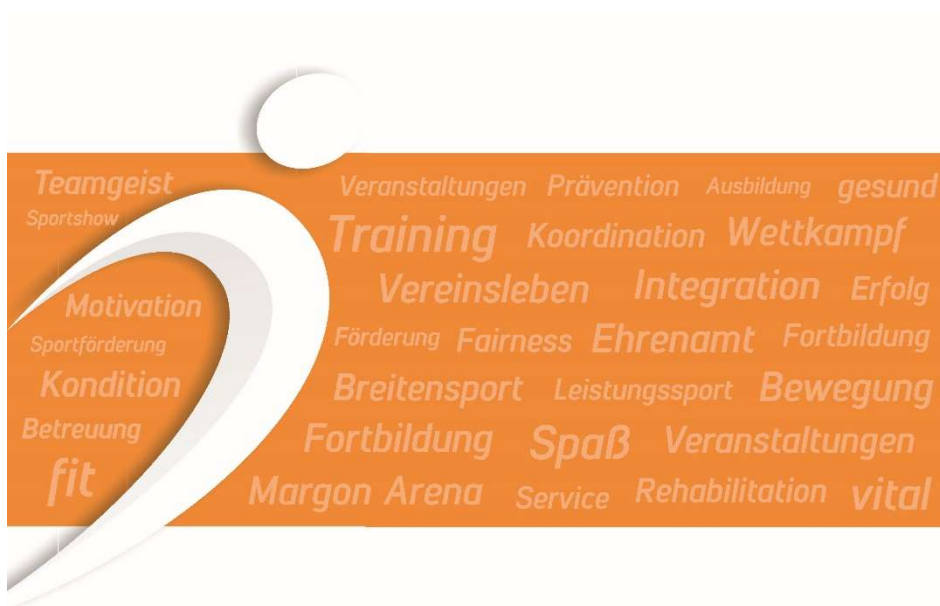 Teamgeist
Sportshow
Motivation
Sportförderung
Kondition
Betreuung
fit
Veranstaltungen Prävention Ausbildung gesund
Training Koordination Wettkampf
Vereinsleben Integration Erfolg
Förderung Fairness Ehrenamt Fortbildung
Breitensport Leistungssport Bewegung
Fortbildung Spaß Veranstaltungen
Margon Arena Service Rehabilitation vital